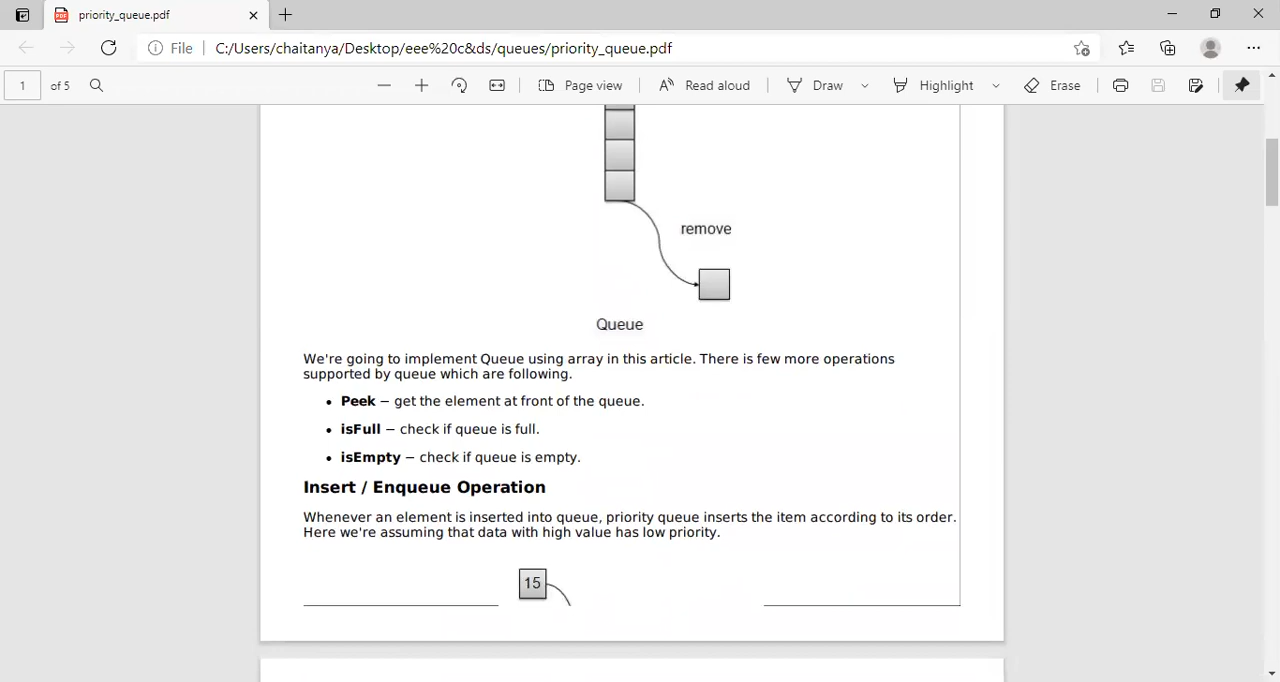 priority_queue.pdf
File C:/Users/chaitanya/Desktop/eee%20c&ds/queues/priority_queue.pdf
1 of 5 Page view Read aloud Draw Highlight Erase
remove
Queue
We're going to implement Queue using array in this article. There is few more operations
supported by queue which are following.
• Peek − get the element at front of the queue.
• isFull − check if queue is full.
• isEmpty − check if queue is empty.
Insert / Enqueue Operation
Whenever an element is inserted into queue, priority queue inserts the item according to its order.
Here we're assuming that data with high value has low priority.
15